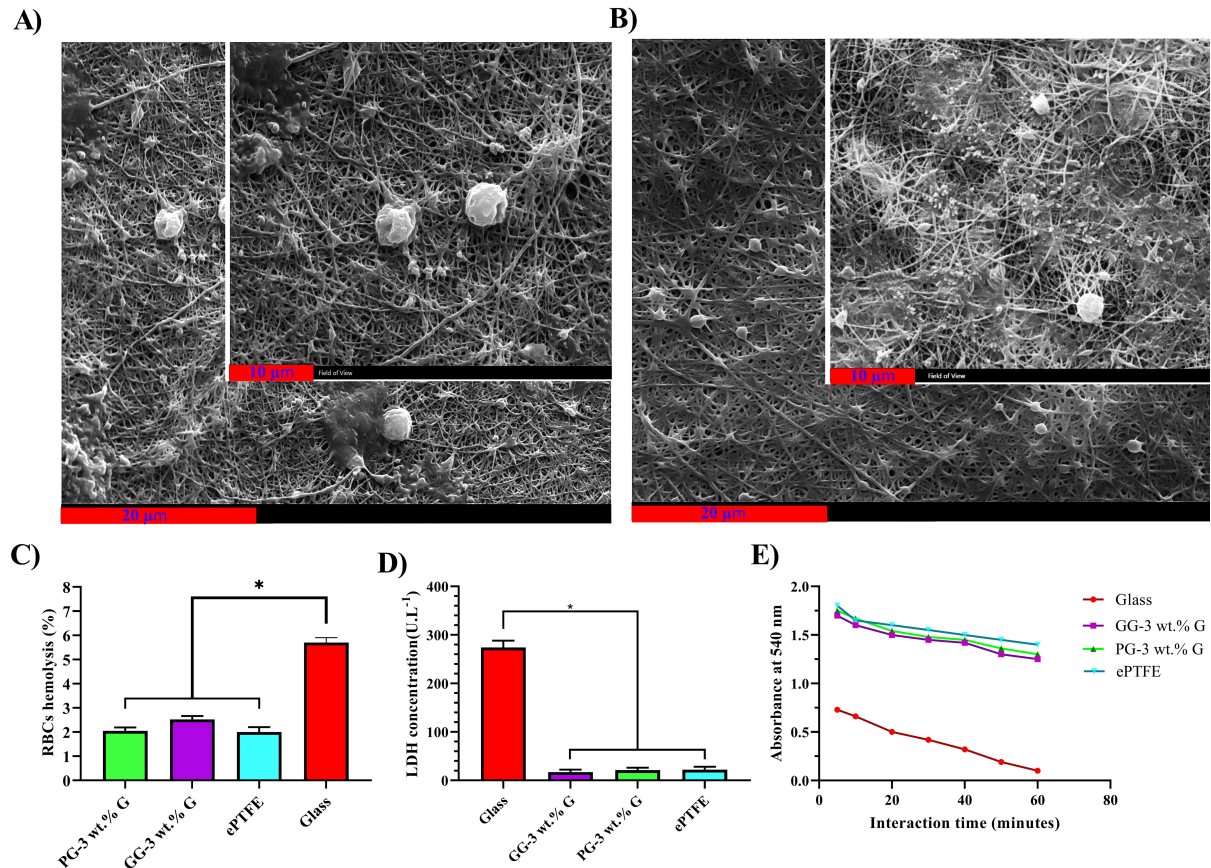 A)
B)
10 µm
Field of View
10 µm
Field of View
20 µm
20 µm
C)
RBCs hemolysis (%)
8
7
6
5
4
3
2
1
0
*
PG-3 wt.% G
GG-3 wt.% G
ePTFE
Glass
D)
LDH concentration(U.L⁻¹)
400
300
200
100
0
*
Glass
GG-3 wt.% G
PG-3 wt.% G
ePTFE
E)
Absorbance at 540 nm
2.0
1.5
1.0
0.5
0.0
0
20
40
60
80
Interaction time (minutes)
Glass
GG-3 wt.% G
PG-3 wt.% G
ePTFE